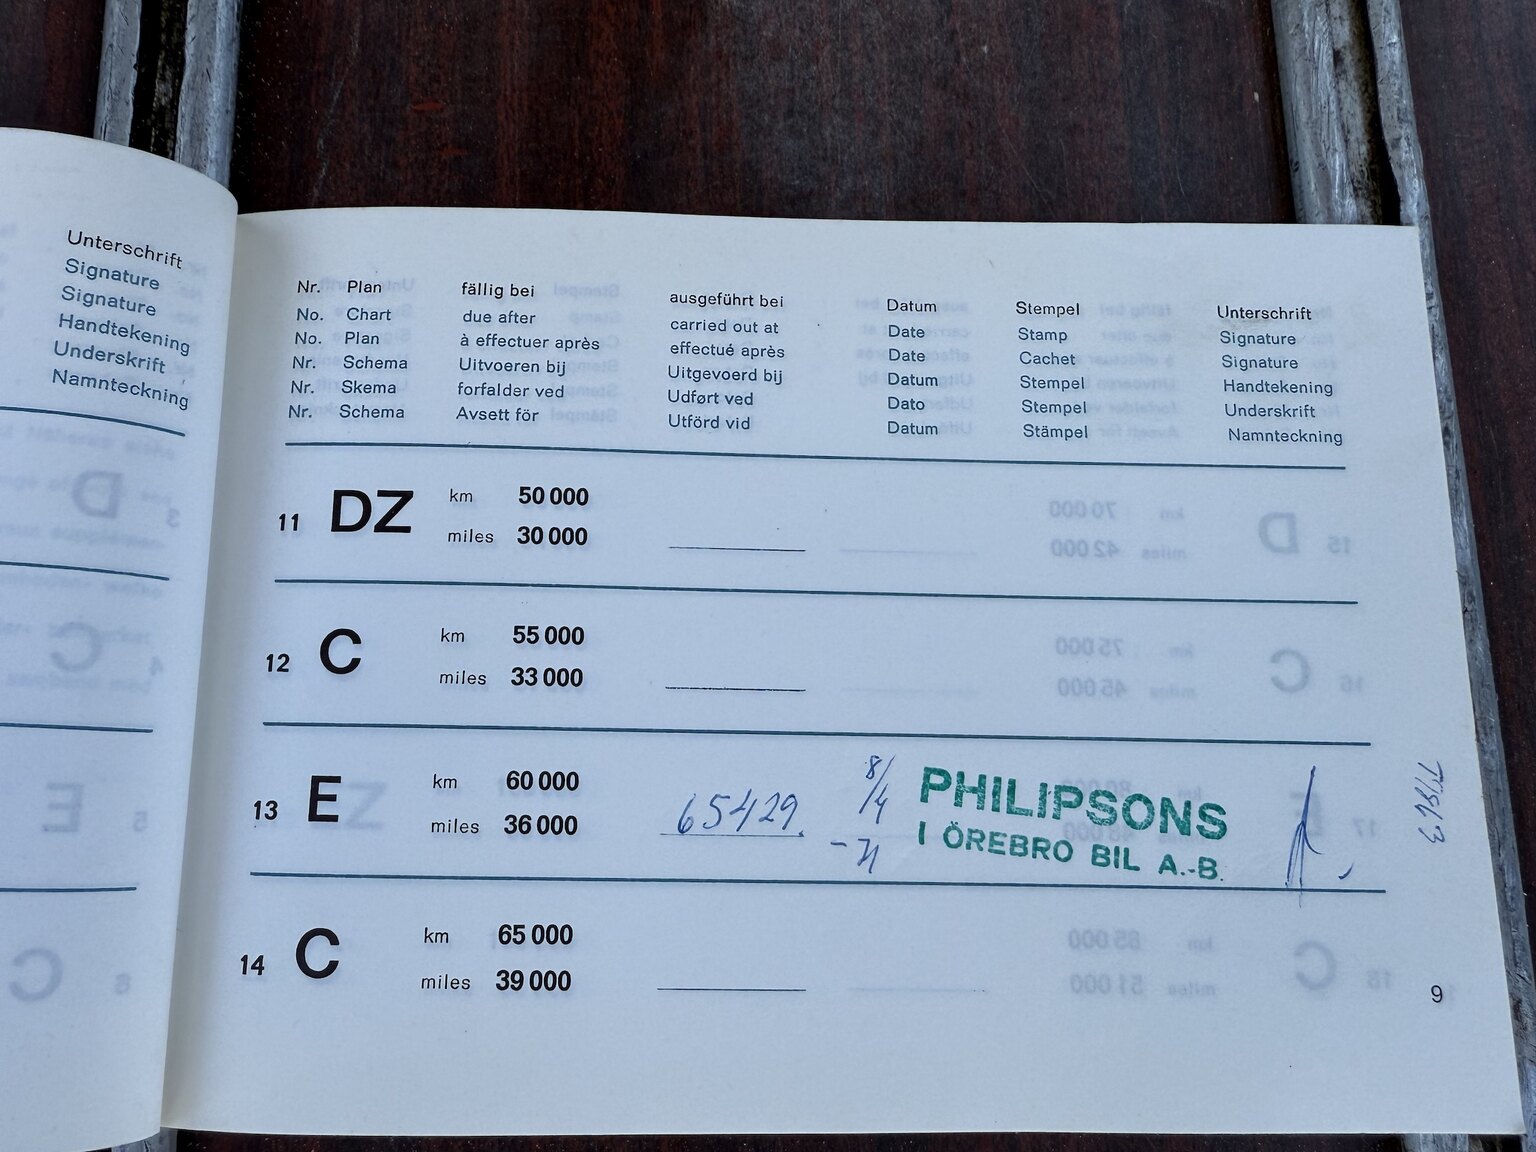 Unterschrift
Signature
Signature
Handtekening
Underskrift
Namnteckning
Nr. Plan fällig bei ausgeführt bei Datum Stempel Unterschrift
No. Chart due after carried out at Date Stamp Signature
No. Plan à effectuer après effectué après Date Cachet Signature
Nr. Schema Uitvoeren bij Uitgevoerd bij Datum Stempel Handtekening
Nr. Skema forfalder ved Udført ved Dato Stempel Underskrift
Nr. Schema Avsett för Utförd vid Datum Stämpel Namnteckning
11 DZ km 50 000
miles 30 000
12 C km 55 000
miles 33 000
13 E km 60 000
miles 36 000
65429.
8/4
-71
PHILIPSONS
I ÖREBRO BIL A.-B.
14 C km 65 000
miles 39 000
9